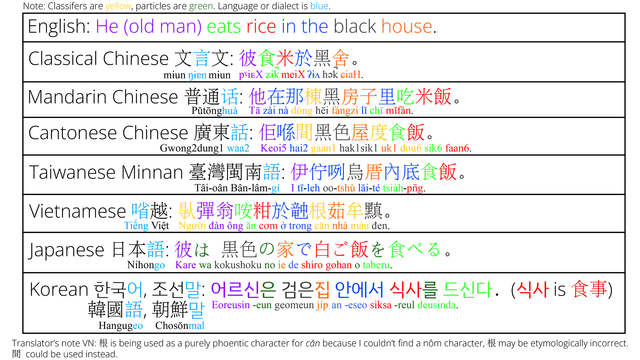 Note: Classifers are yellow, particles are green. Language or dialect is blue.
English: He (old man) eats rice in the black house.
Classical Chinese 文言文: 彼食米於黑舍。
miun ŋien miun pˠiᴇX ʑɨk meiX ʔɨʌ hək ɕiaH.
Mandarin Chinese 普通话: 他在那棟黑房子里吃米飯。
Pǔtōnghuà Tā zài nà dòng hēi fángzi lǐ chī mǐfàn.
Cantonese Chinese 廣東話: 佢喺間黑色屋度食飯。
Gwong2dung1 waa2 Keoi5 hai2 gaan1 hak1sik1 uk1 dou6 sik6 faan6.
Taiwanese Minnan 臺灣閩南語: 伊佇咧烏厝內底食飯。
Tâi-oân Bân-lâm-gí I tī-leh oo-tshù lāi-té tsia̍h-pn̄g.
Vietnamese 㗂越: 彈翁咹粓於𥪝根茹牟黰。
Tiếng Việt Người đàn ông ăn cơm ở trong căn nhà màu đen.
Japanese 日本語: 彼は 黒色の家で白ご飯を食べる。
Nihongo Kare wa kokushoku no ie de shiro gohan o taberu.
Korean 한국어, 조선말: 어르신은 검은집 안에서 식사를 드신다. (식사 is 食事)
Eoreusin -eun geomeun jip an -eseo siksa -reul deusinda.
韓國語, 朝鮮말
Hangugeo Chosŏnmal
Translator's note VN: 根 is being used as a purely phonetic character for căn because I couldn't find a nôm character, 根 may be etymologically incorrect.
間 could be used instead.